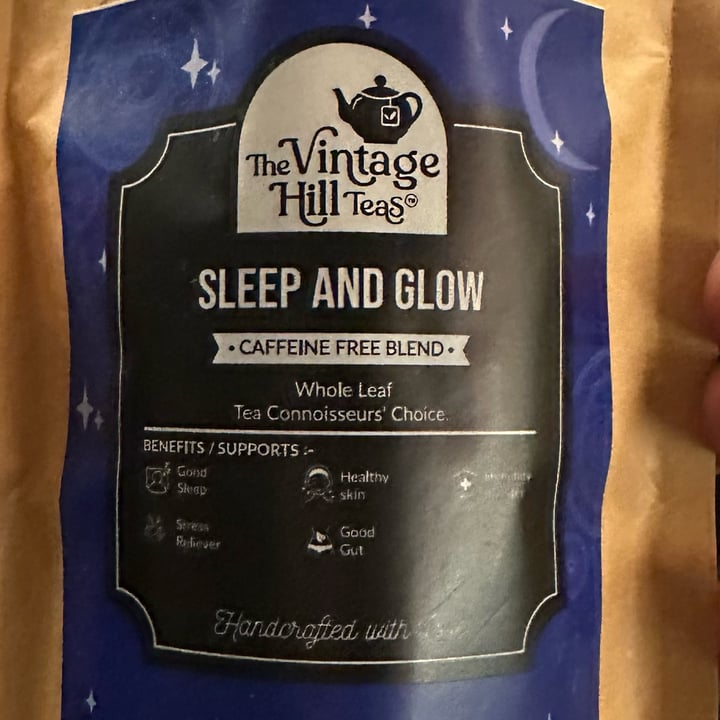 The Vintage
Hill Teas™
SLEEP AND GLOW
• CAFFEINE FREE BLEND •
Whole Leaf
Tea Connoisseurs' Choice.
BENEFITS / SUPPORTS :-
Good
Sleep
Healthy
skin
Stress
Reliever
Good
Gut
Handcrafted with